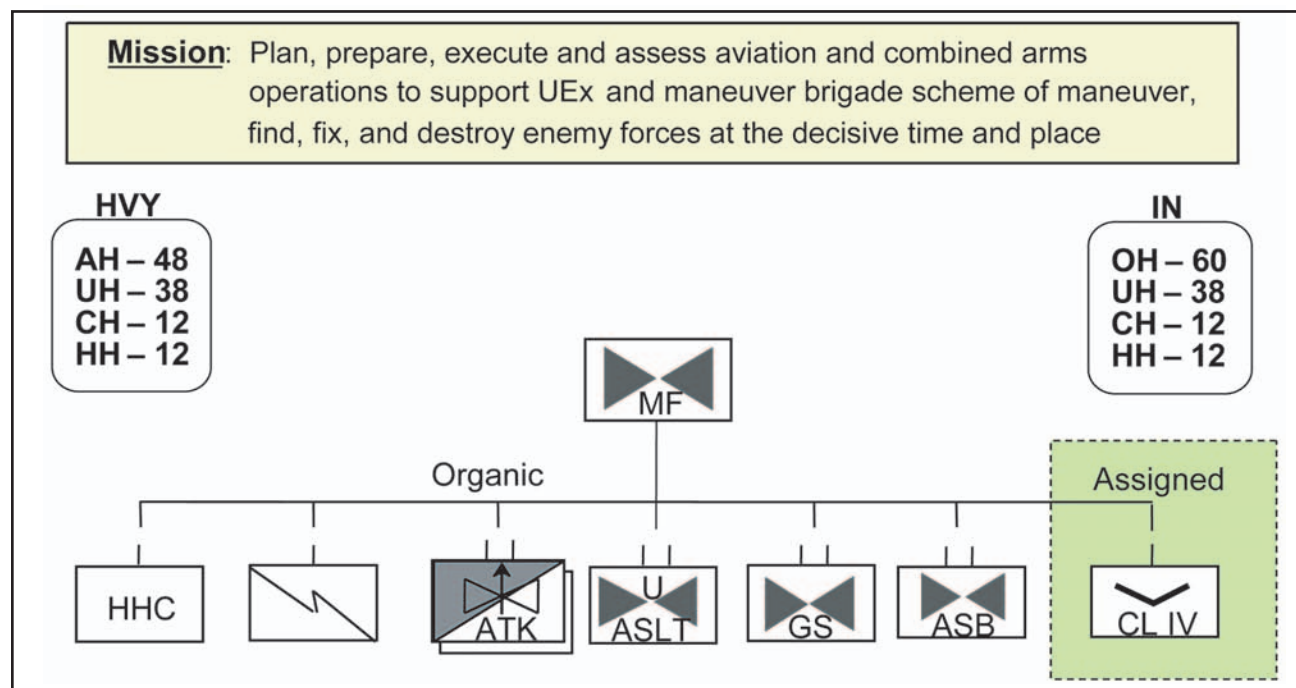 Mission: Plan, prepare, execute and assess aviation and combined arms
operations to support UEx and maneuver brigade scheme of maneuver,
find, fix, and destroy enemy forces at the decisive time and place
HVY
AH – 48
UH – 38
CH – 12
HH – 12
IN
OH – 60
UH – 38
CH – 12
HH – 12
MF
Organic
Assigned
HHC
ATK
U
ASLT
GS
ASB
CL IV